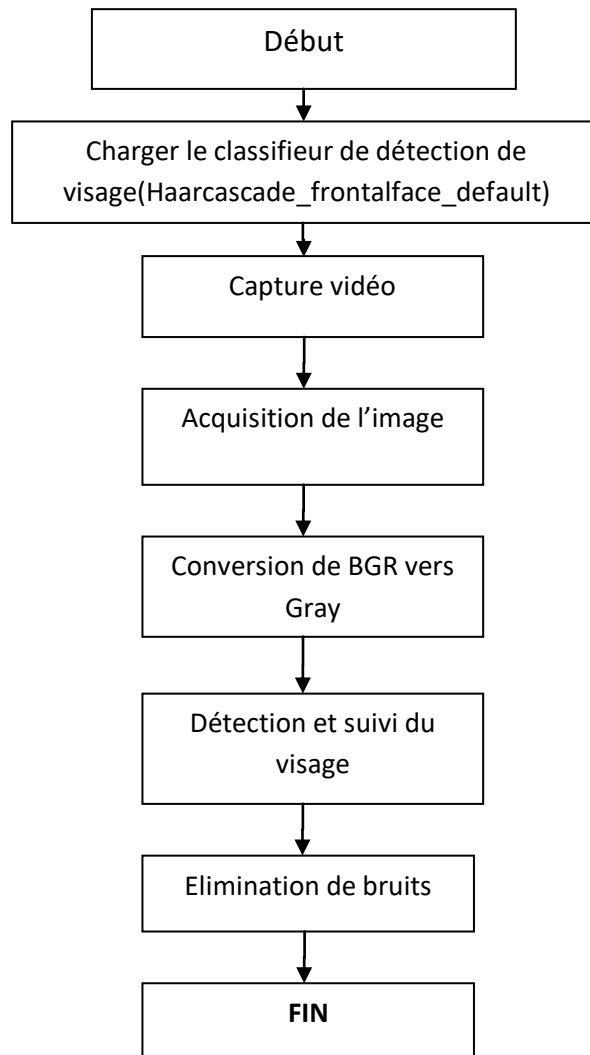 Début
Charger le classifieur de détection de
visage(Haarcascade_frontalface_default)
Capture vidéo
Acquisition de l’image
Conversion de BGR vers
Gray
Détection et suivi du
visage
Elimination de bruits
FIN